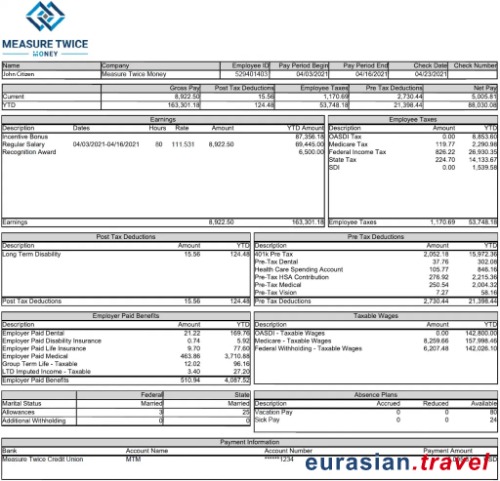 MEASURE TWICE
MONEY
Name Company Employee ID Pay Period Begin Pay Period End Check Date Check Number
John Citizen Measure Twice Money 529401403 04/03/2021 04/16/2021 04/23/2021
Gross Pay Post Tax Deductions Employee Taxes Pre Tax Deductions Net Pay
Current 8,922.50 15.56 1,170.69 2,730.44 5,005.81
YTD 163,301.18 124.48 53,748.18 21,398.44 88,030.08
Earnings Employee Taxes
Description Dates Hours Rate Amount YTD Amount Description Amount YTD
Incentive Bonus 87,356.18 OASDI Tax 0.00 8,853.60
Regular Salary 04/03/2021-04/16/2021 80 111.531 8,922.50 69,445.00 Medicare Tax 119.77 2,290.98
Recognition Award 6,500.00 Federal Income Tax 826.22 26,930.35
State Tax 224.70 14,133.67
SDI 0.00 1,539.58
Earnings 8,922.50 163,301.18 Employee Taxes 1,170.69 53,748.18
Post Tax Deductions Pre Tax Deductions
Description Amount YTD Description Amount YTD
Long Term Disability 15.56 124.48 401k Pre Tax 2,052.18 15,972.36
Pre-Tax Dental 37.76 302.08
Health Care Spending Account 105.77 846.16
Pre-Tax HSA Contribution 276.92 2,215.36
Pre-Tax Medical 250.54 2,004.32
Pre-Tax Vision 7.27 58.16
Post Tax Deductions 15.56 124.48 Pre Tax Deductions 2,730.44 21,398.44
Employer Paid Benefits Taxable Wages
Description Amount YTD Description Amount YTD
Employer Paid Dental 21.22 169.76 OASDI - Taxable Wages 0.00 142,800.00
Employer Paid Disability Insurance 0.74 5.92 Medicare - Taxable Wages 8,259.66 157,998.46
Employer Paid Life Insurance 9.70 77.60 Federal Withholding - Taxable Wages 6,207.48 142,026.10
Employer Paid Medical 463.86 3,710.88
Group Term Life - Taxable 12.02 96.16
LTD Imputed Income - Taxable 3.40 27.20
Employer Paid Benefits 510.94 4,087.52
Federal State Absence Plans
Marital Status Married Married Description Accrued Reduced Available
Allowances 3 25 Vacation Pay 0 0 80
Additional Withholding 0 0 Sick Pay 0 0 24
Payment Information
Bank Account Name Account Number Payment Amount
Measure Twice Credit Union MTM ******1234
eurasian.travel